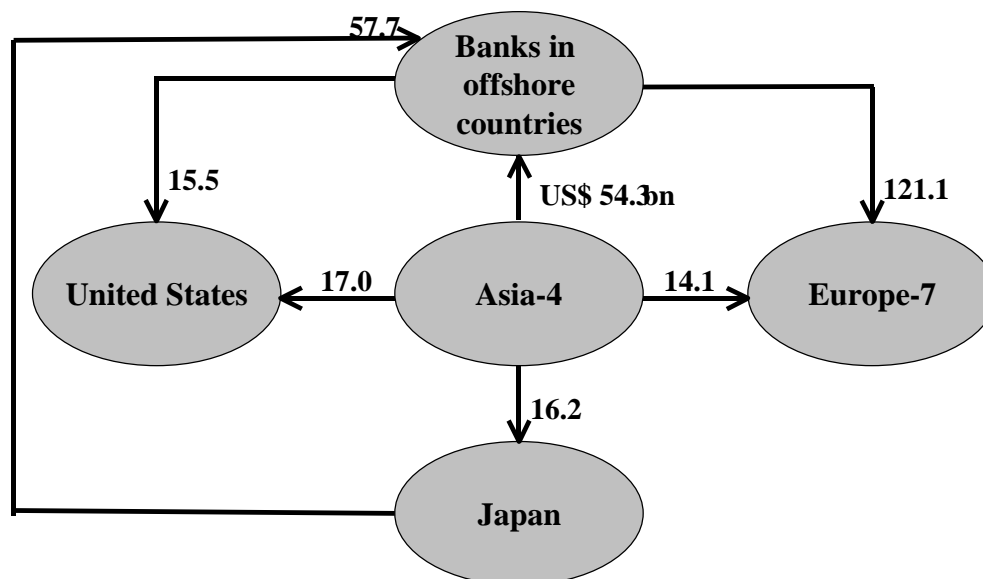 57.7
Banks in
offshore
countries
15.5
US$ 54.3bn
121.1
United States
17.0
Asia-4
14.1
Europe-7
16.2
Japan